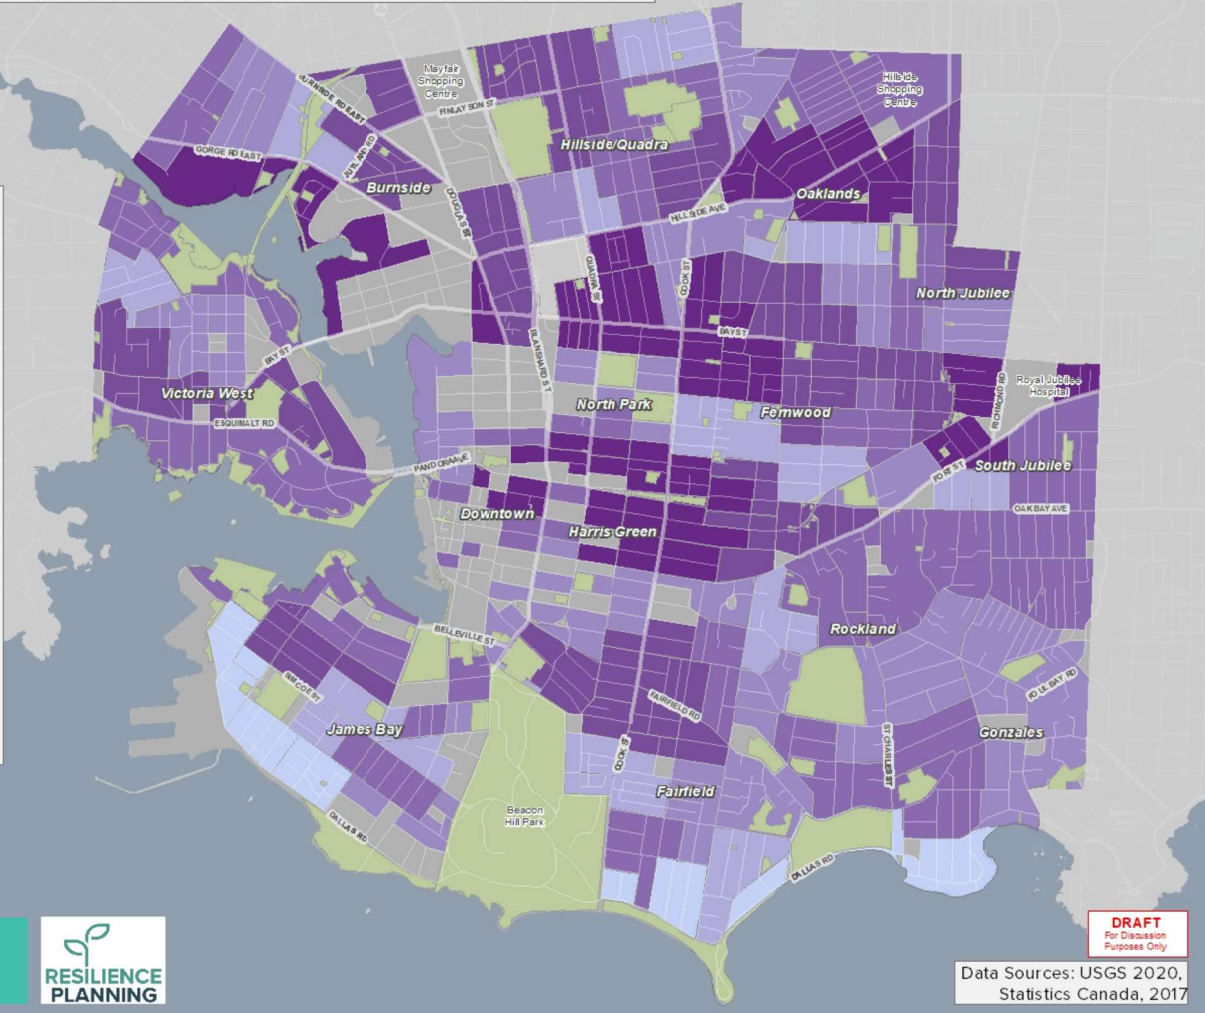 Mayfair
Shopping
Centre
BURNSIDE RD EAST
FINLAYSON ST
Hillside
Shopping
Centre
Hillside/Quadra
GORGE RD EAST
JUTLAND RD
Burnside
DOUGLAS ST
Oaklands
HILLSIDE AVE
QUADRA ST
COOK ST
North Jubilee
BAY ST
BLANSHARD ST
BAY ST
Victoria West
North Park
Fernwood
Royal Jubilee
Hospital
RICHMOND RD
ESQUIMALT RD
PANDORA AVE
FORT ST
South Jubilee
Downtown
Harris Green
OAK BAY AVE
BELLEVILLE ST
Rockland
SIMCOE ST
FAIRFIELD RD
FOUL BAY RD
James Bay
COOK ST
ST CHARLES ST
Gonzales
Fairfield
Beacon
Hill Park
DALLAS RD
DALLAS RD
DRAFT
For Discussion
Purposes Only
RESILIENCE
PLANNING
Data Sources: USGS 2020,
Statistics Canada, 2017